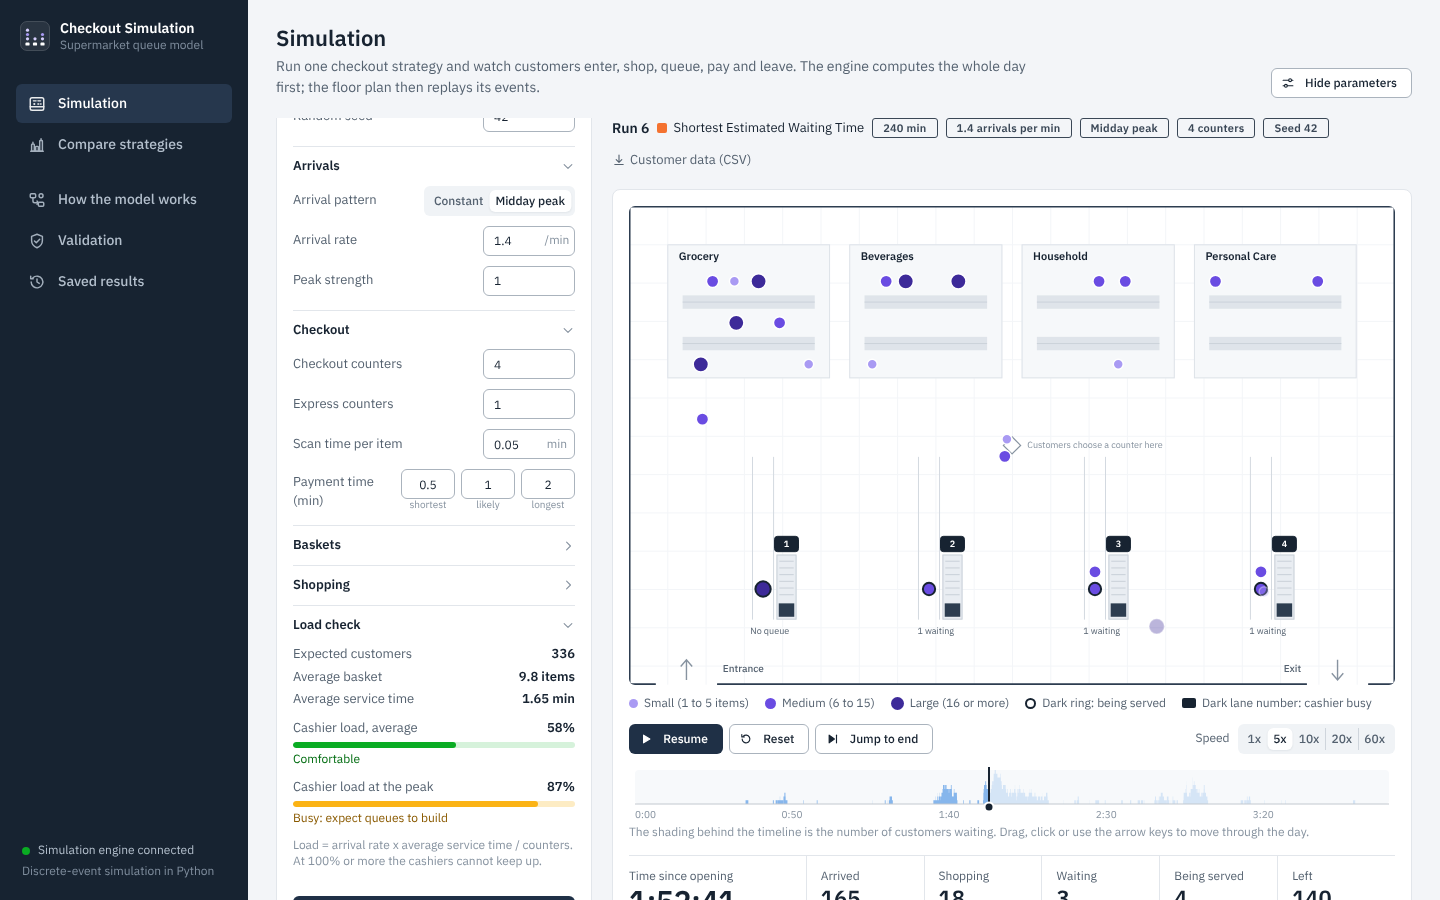 Checkout Simulation
Supermarket queue model
Simulation
Compare strategies
How the model works
Validation
Saved results
Simulation engine connected
Discrete-event simulation in Python
Simulation
Run one checkout strategy and watch customers enter, shop, queue, pay and leave. The engine computes the whole day
first; the floor plan then replays its events.
Hide parameters
Random seed 42
Arrivals
Arrival pattern Constant Midday peak
Arrival rate 1.4 /min
Peak strength 1
Checkout
Checkout counters 4
Express counters 1
Scan time per item 0.05 min
Payment time (min) 0.5 1 2
shortest likely longest
Baskets
Shopping
Load check
Expected customers 336
Average basket 9.8 items
Average service time 1.65 min
Cashier load, average 58%
Comfortable
Cashier load at the peak 87%
Busy: expect queues to build
Load = arrival rate x average service time / counters.
At 100% or more the cashiers cannot keep up.
Run 6 Shortest Estimated Waiting Time 240 min 1.4 arrivals per min Midday peak 4 counters Seed 42
Customer data (CSV)
Grocery Beverages Household Personal Care
Customers choose a counter here
1 2 3 4
No queue 1 waiting 1 waiting 1 waiting
Entrance Exit
Small (1 to 5 items) Medium (6 to 15) Large (16 or more) Dark ring: being served Dark lane number: cashier busy
Resume Reset Jump to end Speed 1x 5x 10x 20x 60x
0:00 0:50 1:40 2:30 3:20
The shading behind the timeline is the number of customers waiting. Drag, click or use the arrow keys to move through the day.
Time since opening Arrived Shopping Waiting Being served Left
1:52:41 165 18 3 4 140